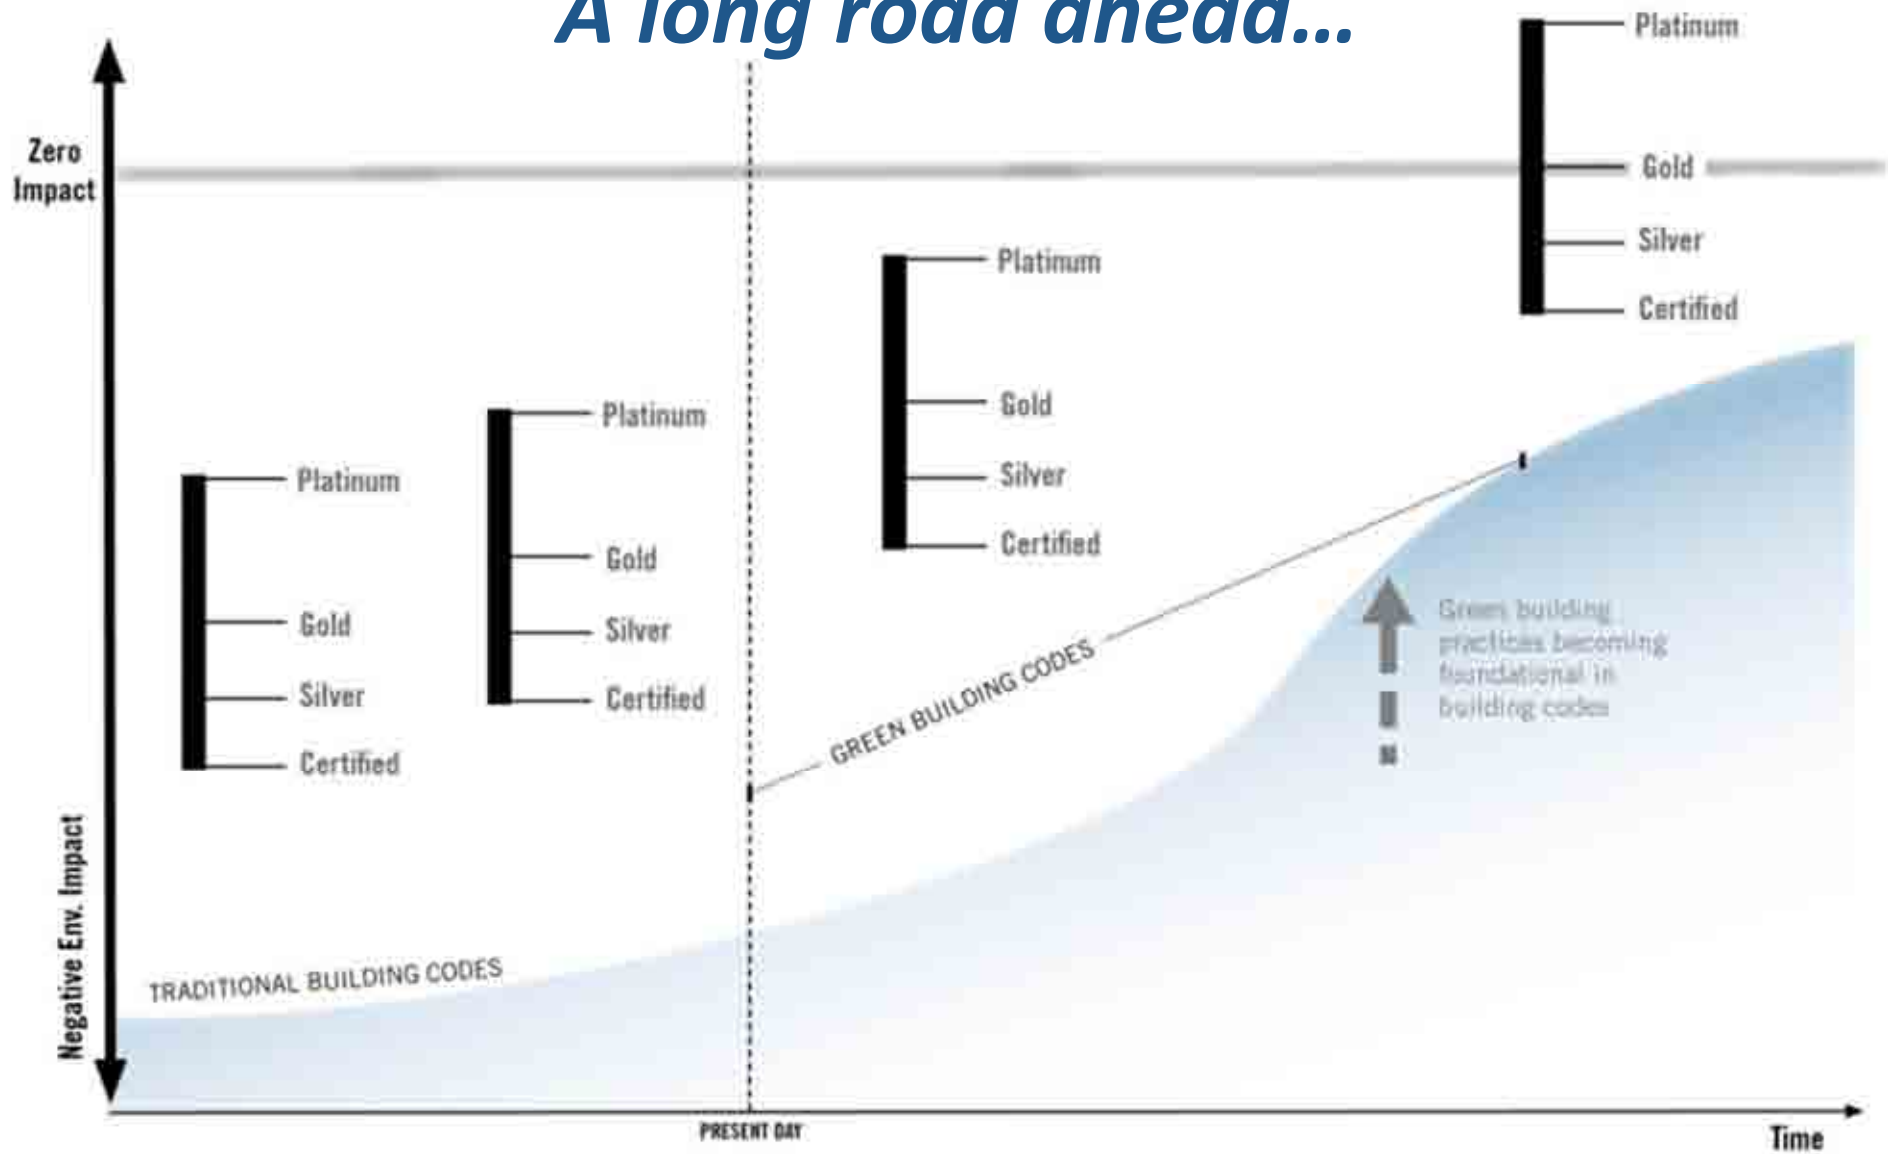 A long road ahead...
Zero
Impact
Negative Env. Impact
Platinum
Gold
Silver
Certified
Platinum
Gold
Silver
Certified
Platinum
Gold
Silver
Certified
Platinum
Gold
Silver
Certified
TRADITIONAL BUILDING CODES
GREEN BUILDING CODES
Green building
practices becoming
foundational in
building codes
PRESENT DAY
Time